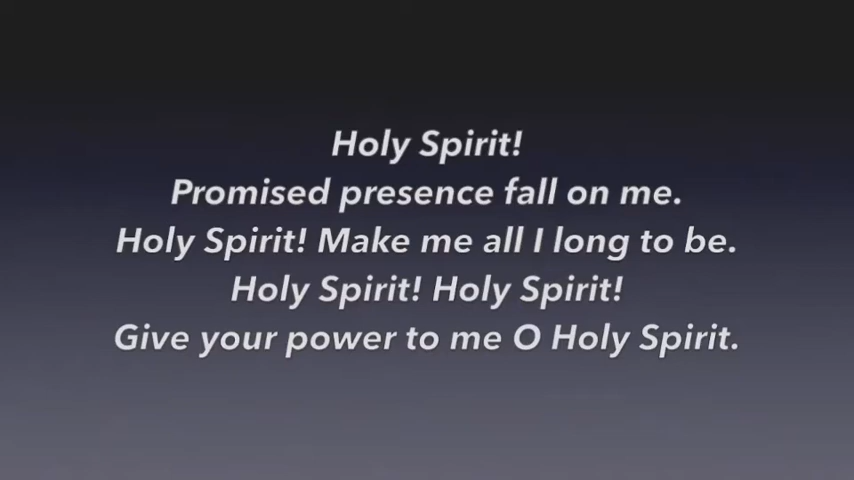 Holy Spirit!
Promised presence fall on me.
Holy Spirit! Make me all I long to be.
Holy Spirit! Holy Spirit!
Give your power to me O Holy Spirit.